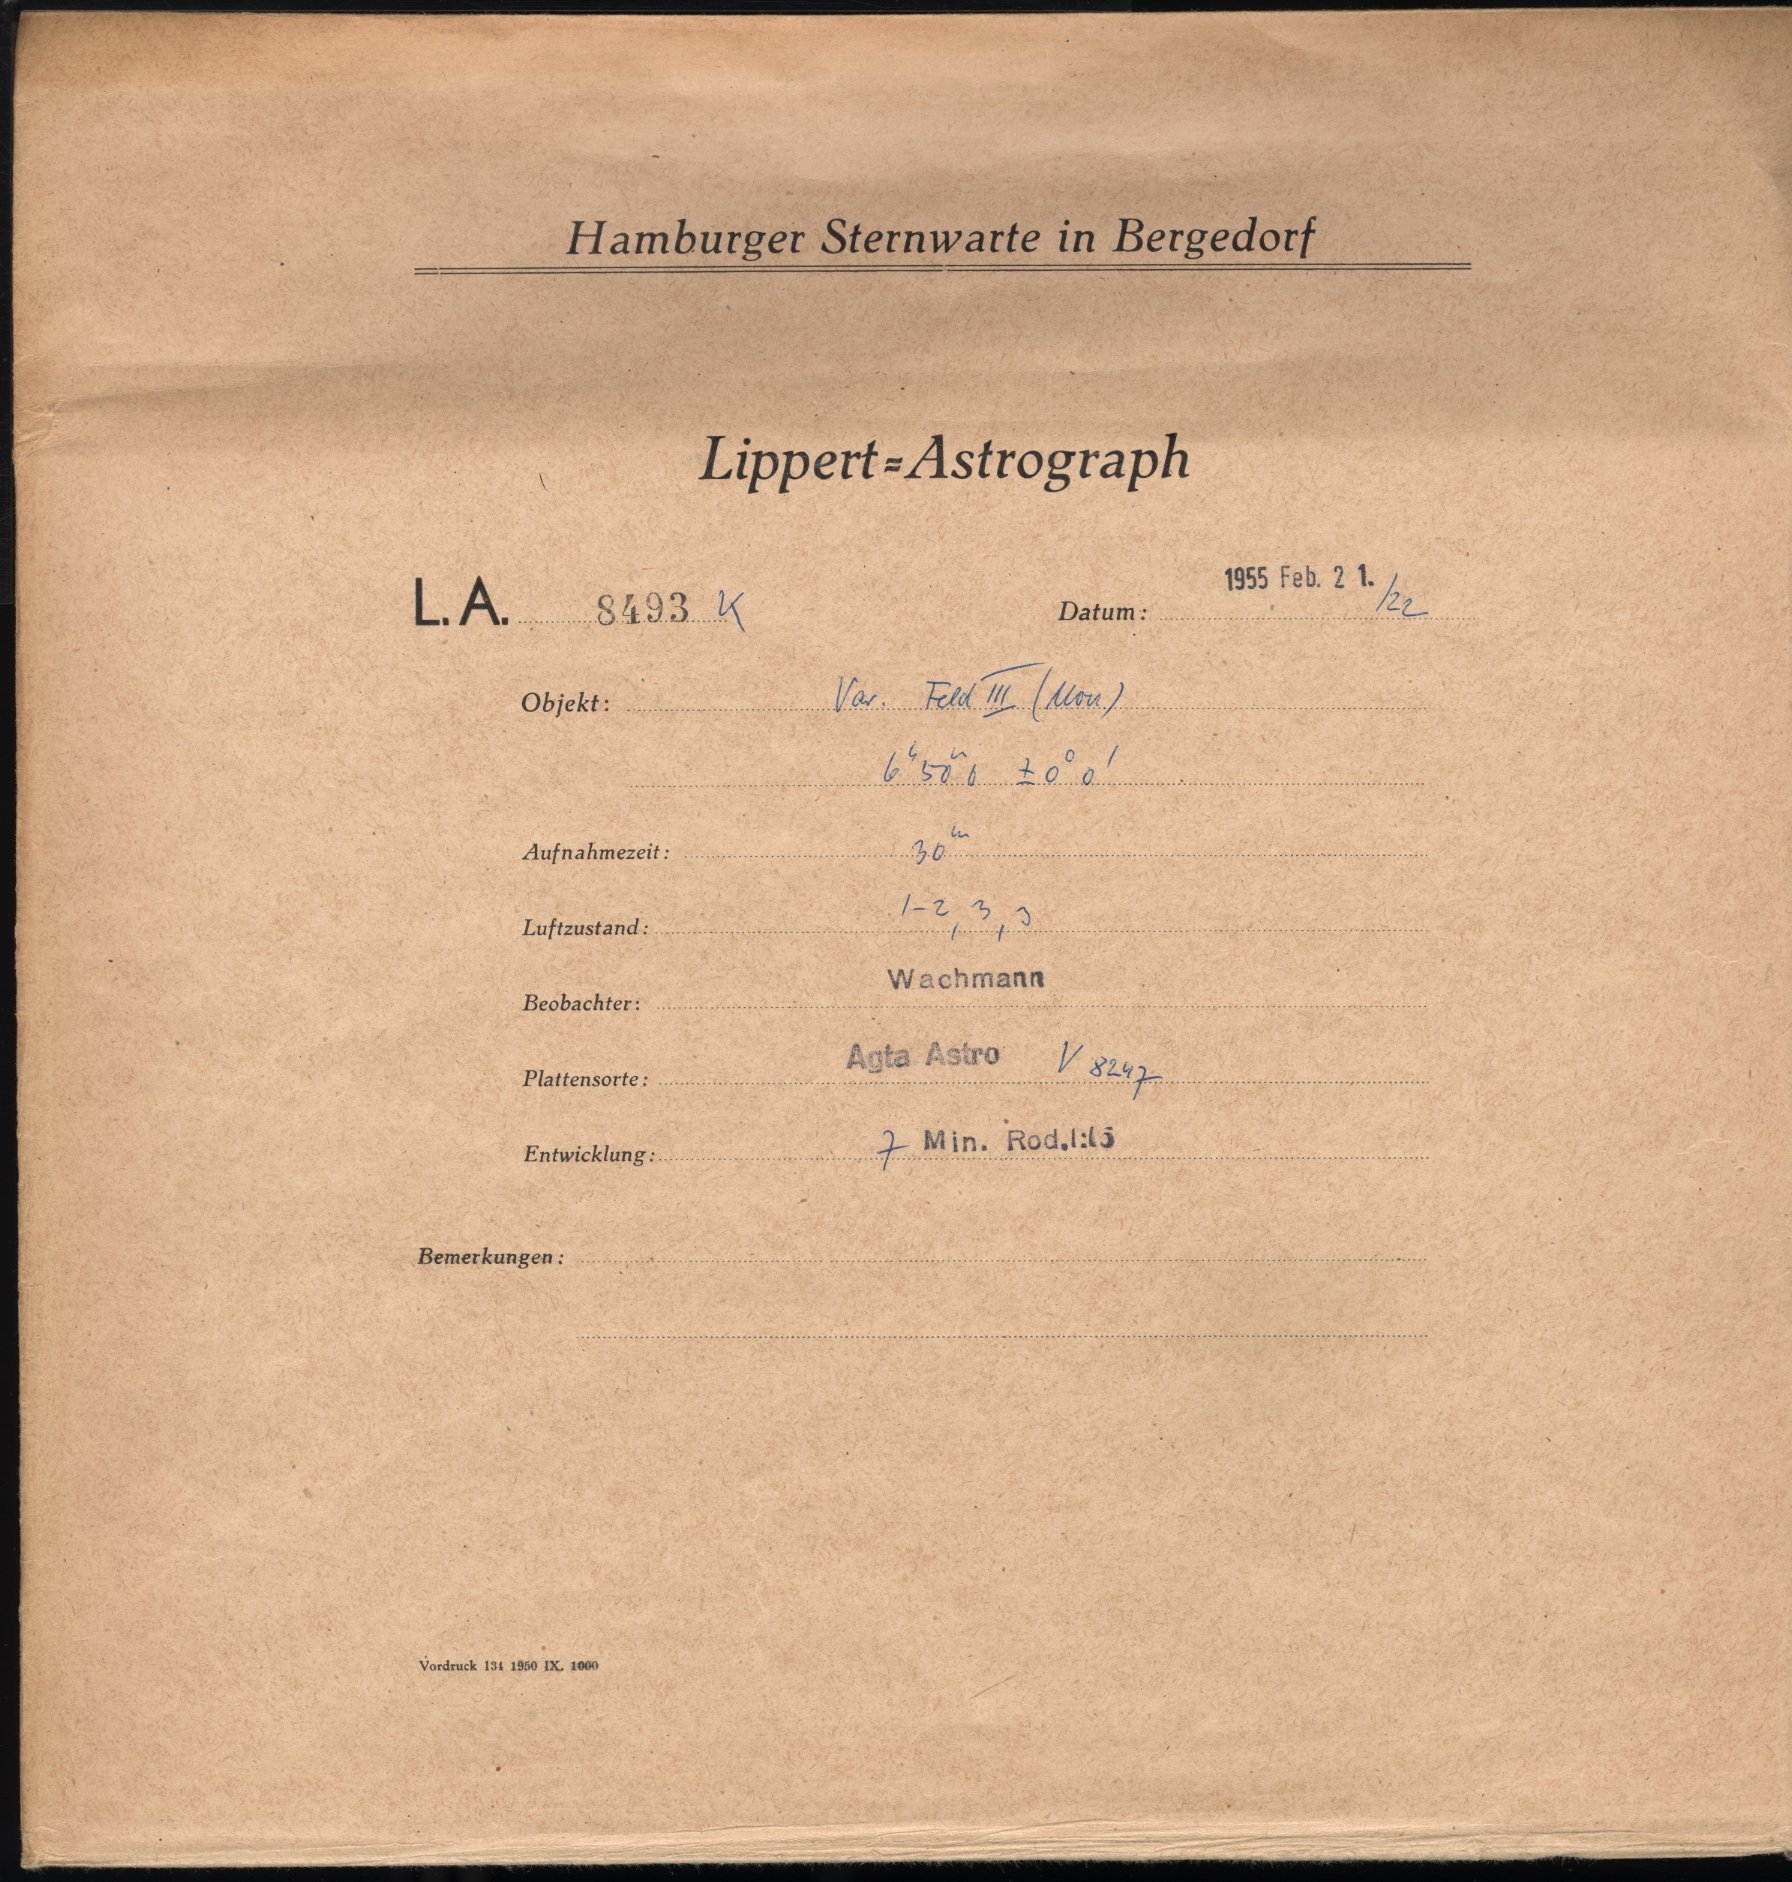 Hamburger Sternwarte in Bergedorf
Lippert=Astrograph
L. A. 8493 K Datum: 1955 Feb. 21./22
Objekt: Var. Feld III (Mon)
6ʰ50ᵐ0 ±0°0'
Aufnahmezeit: 30ᵐ
Luftzustand: 1-2, 3, 3
Beobachter: Wachmann
Plattensorte: Agfa Astro V 8247
Entwicklung: 7 Min. Rod.1:15
Bemerkungen:
Vordruck 134 1950 IX. 1000